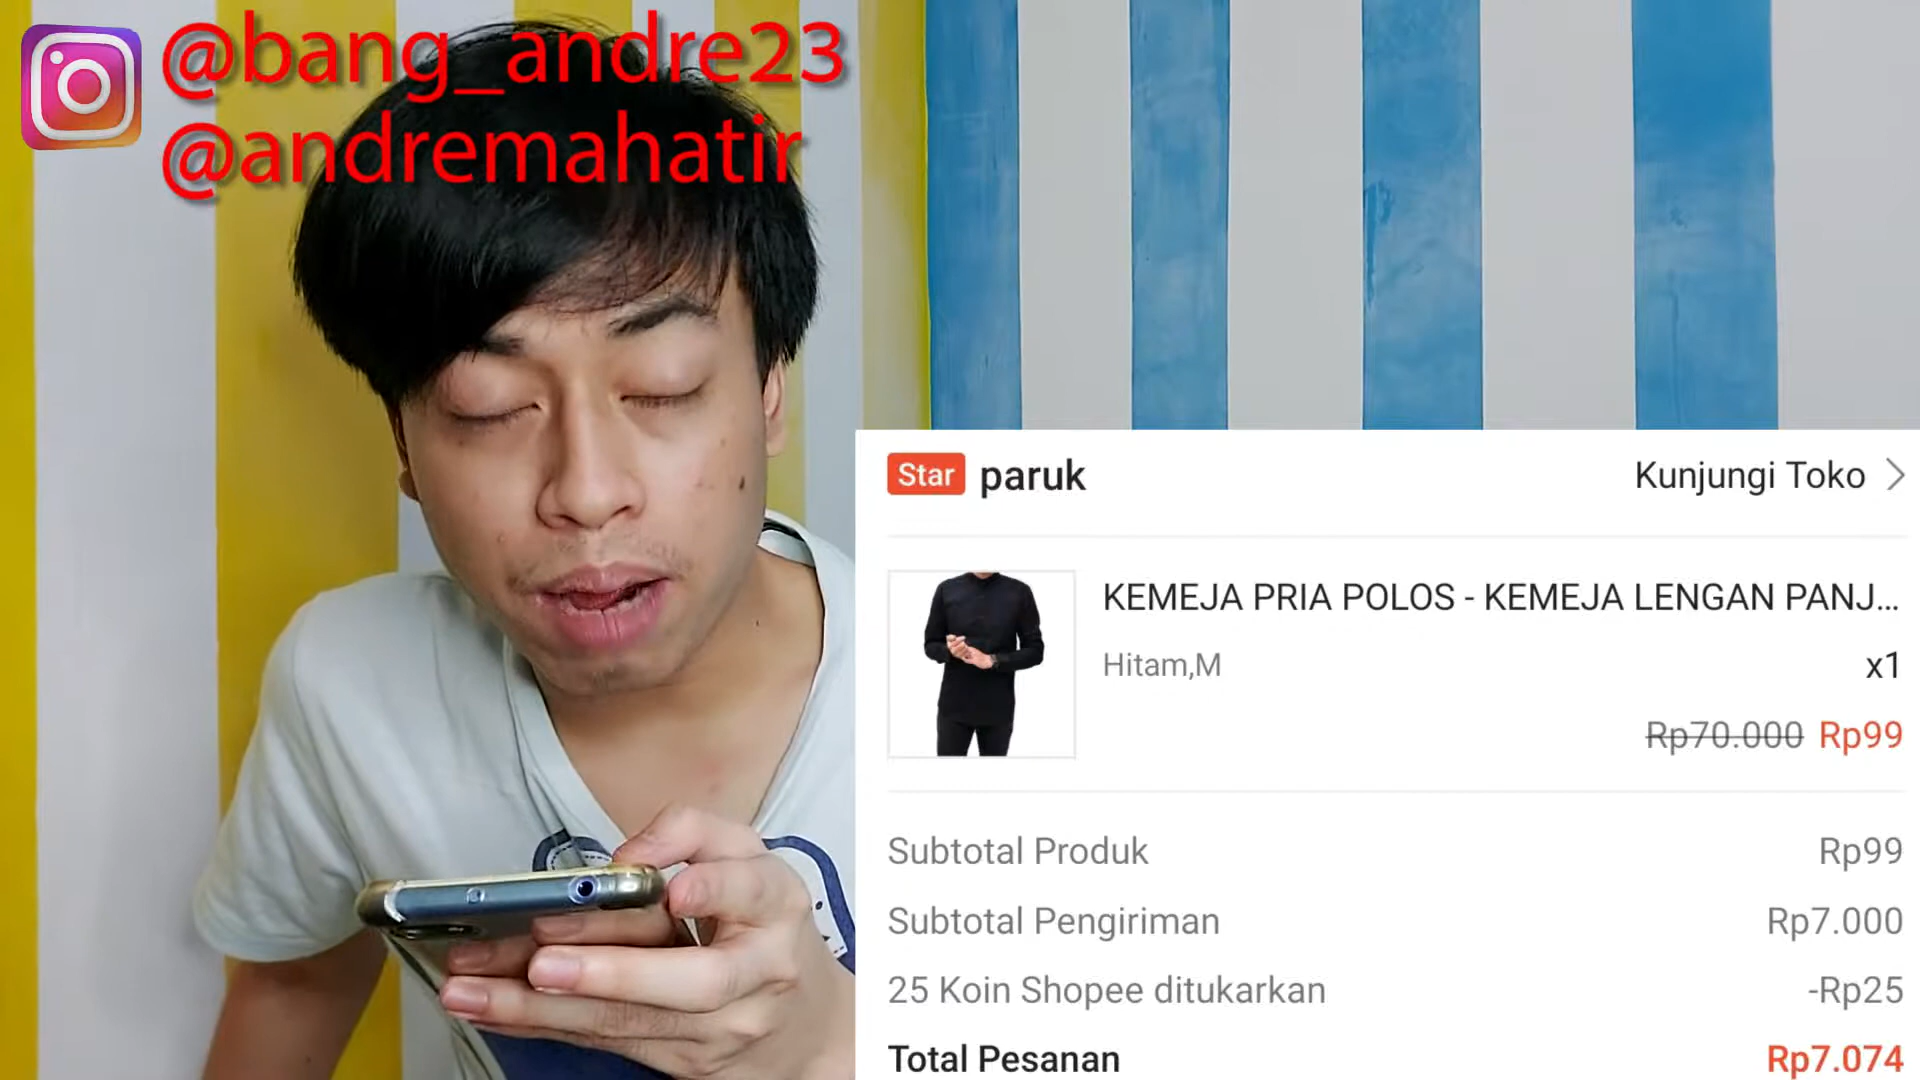 @bang_andre23
@andremahatir
Star paruk Kunjungi Toko >
KEMEJA PRIA POLOS - KEMEJA LENGAN PANJ...
Hitam,M x1
Rp70.000 Rp99
Subtotal Produk Rp99
Subtotal Pengiriman Rp7.000
25 Koin Shopee ditukarkan -Rp25
Total Pesanan Rp7.074